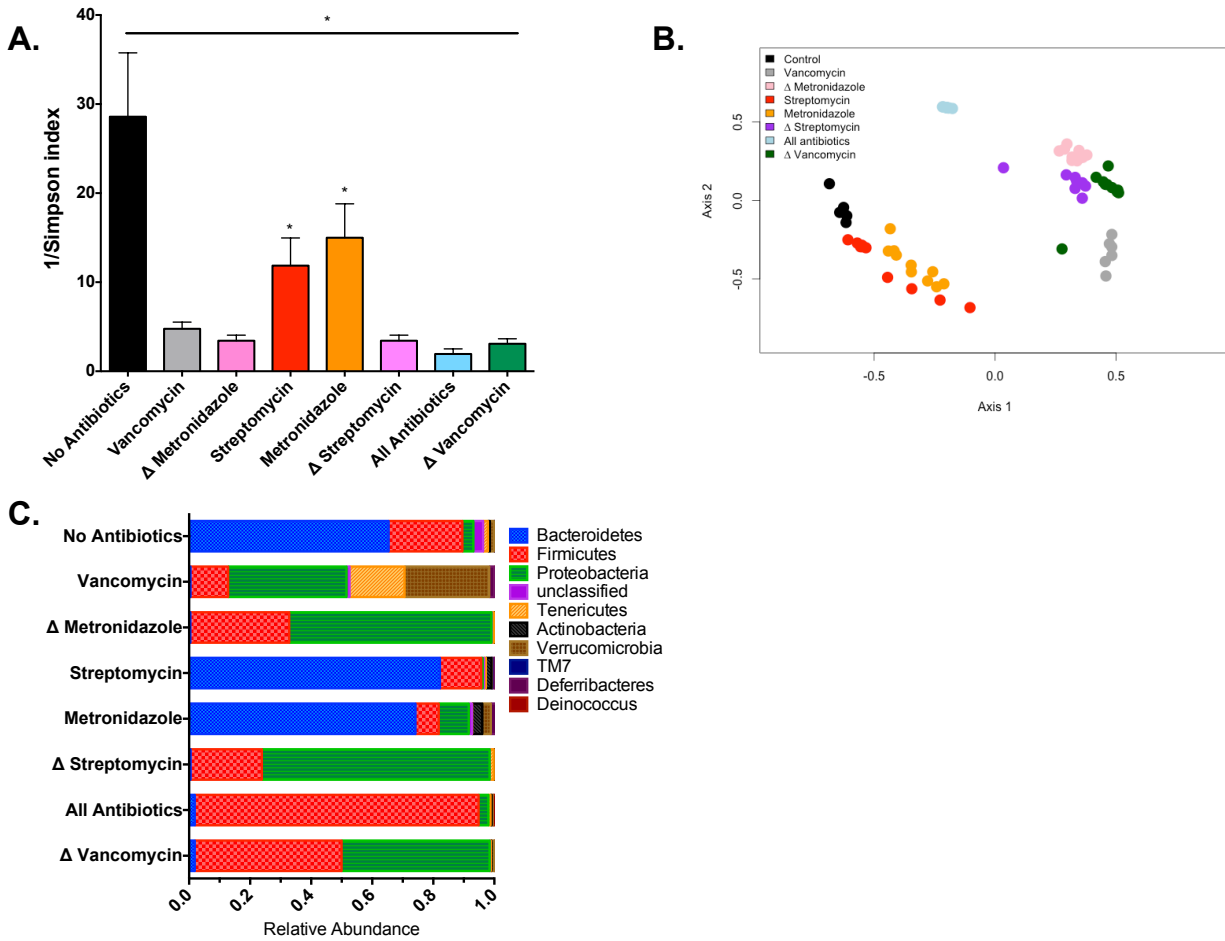 A.
1/Simpson index
40
30
20
10
0
*
*
*
No Antibiotics
Vancomycin
Δ Metronidazole
Streptomycin
Metronidazole
Δ Streptomycin
All Antibiotics
Δ Vancomycin
B.
Control
Vancomycin
Δ Metronidazole
Streptomycin
Metronidazole
Δ Streptomycin
All antibiotics
Δ Vancomycin
Axis 2
0.5
0.0
-0.5
-0.5 0.0 0.5
Axis 1
C.
No Antibiotics
Vancomycin
Δ Metronidazole
Streptomycin
Metronidazole
Δ Streptomycin
All Antibiotics
Δ Vancomycin
0.0 0.2 0.4 0.6 0.8 1.0
Relative Abundance
Bacteroidetes
Firmicutes
Proteobacteria
unclassified
Tenericutes
Actinobacteria
Verrucomicrobia
TM7
Deferribacteres
Deinococcus